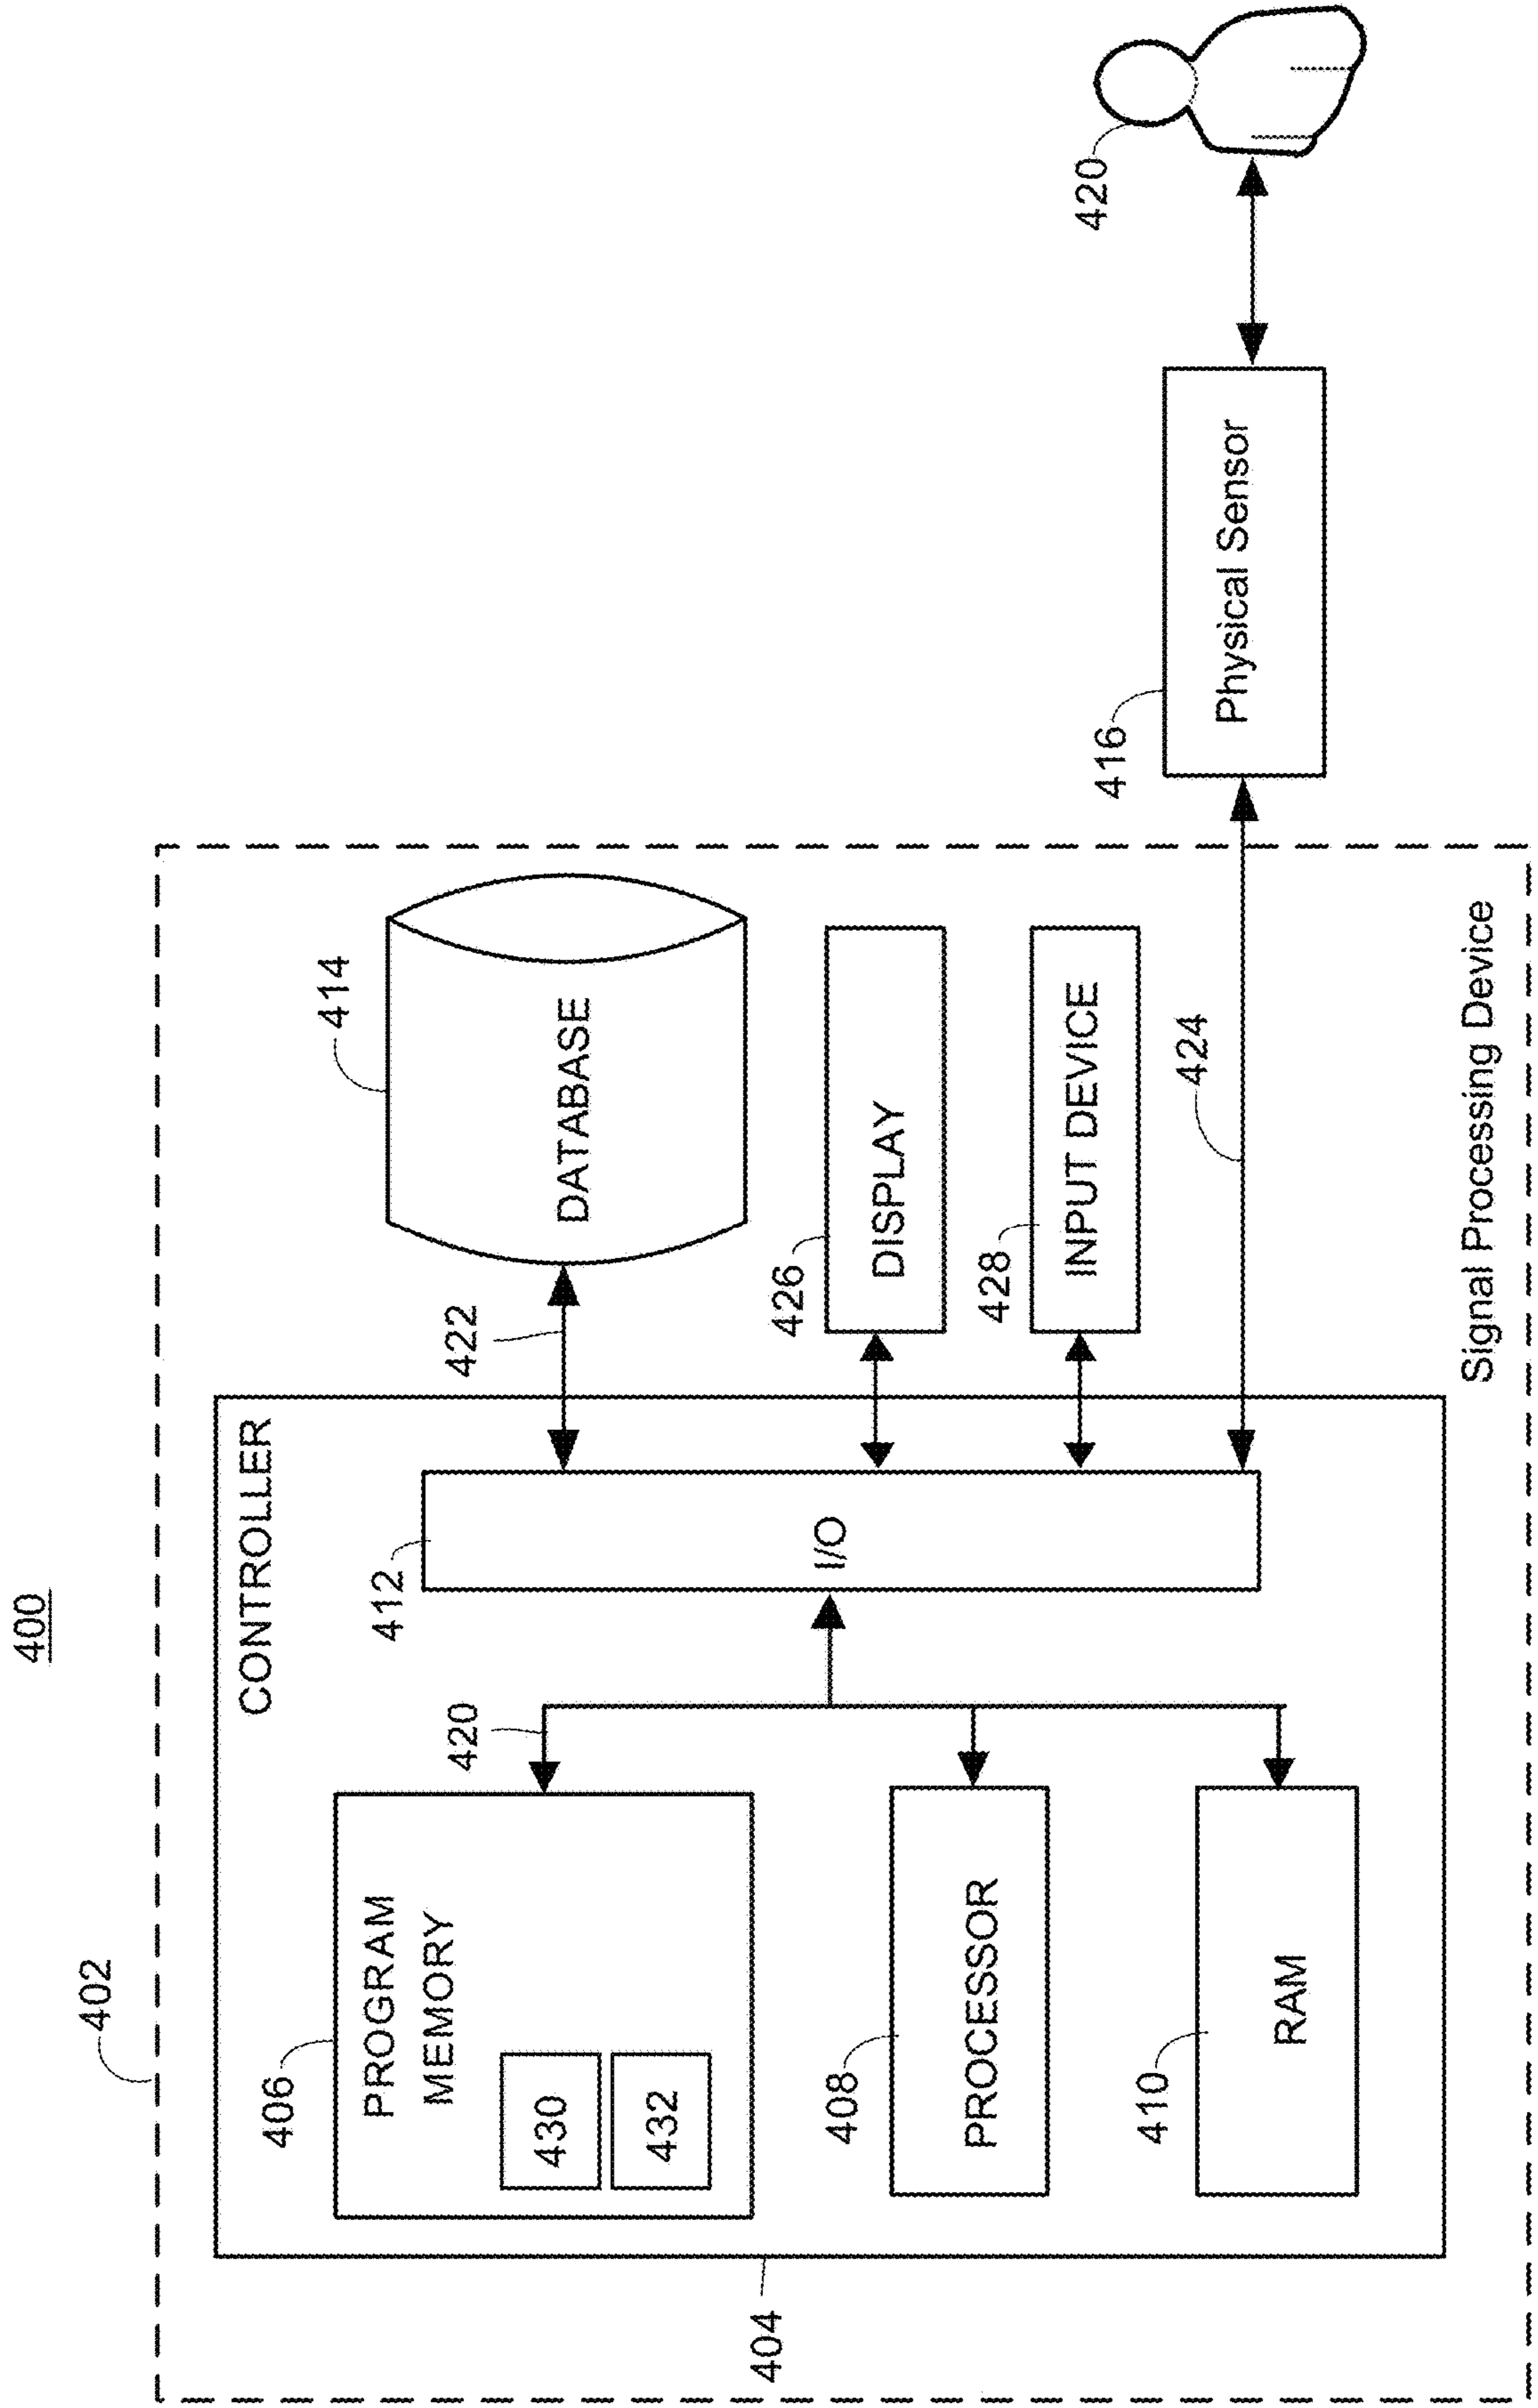 400
402
CONTROLLER
404
406
PROGRAM
MEMORY
430
432
420
412
I/O
422
414
DATABASE
408
PROCESSOR
426
DISPLAY
428
INPUT DEVICE
410
RAM
424
416
Physical Sensor
420
Signal Processing Device